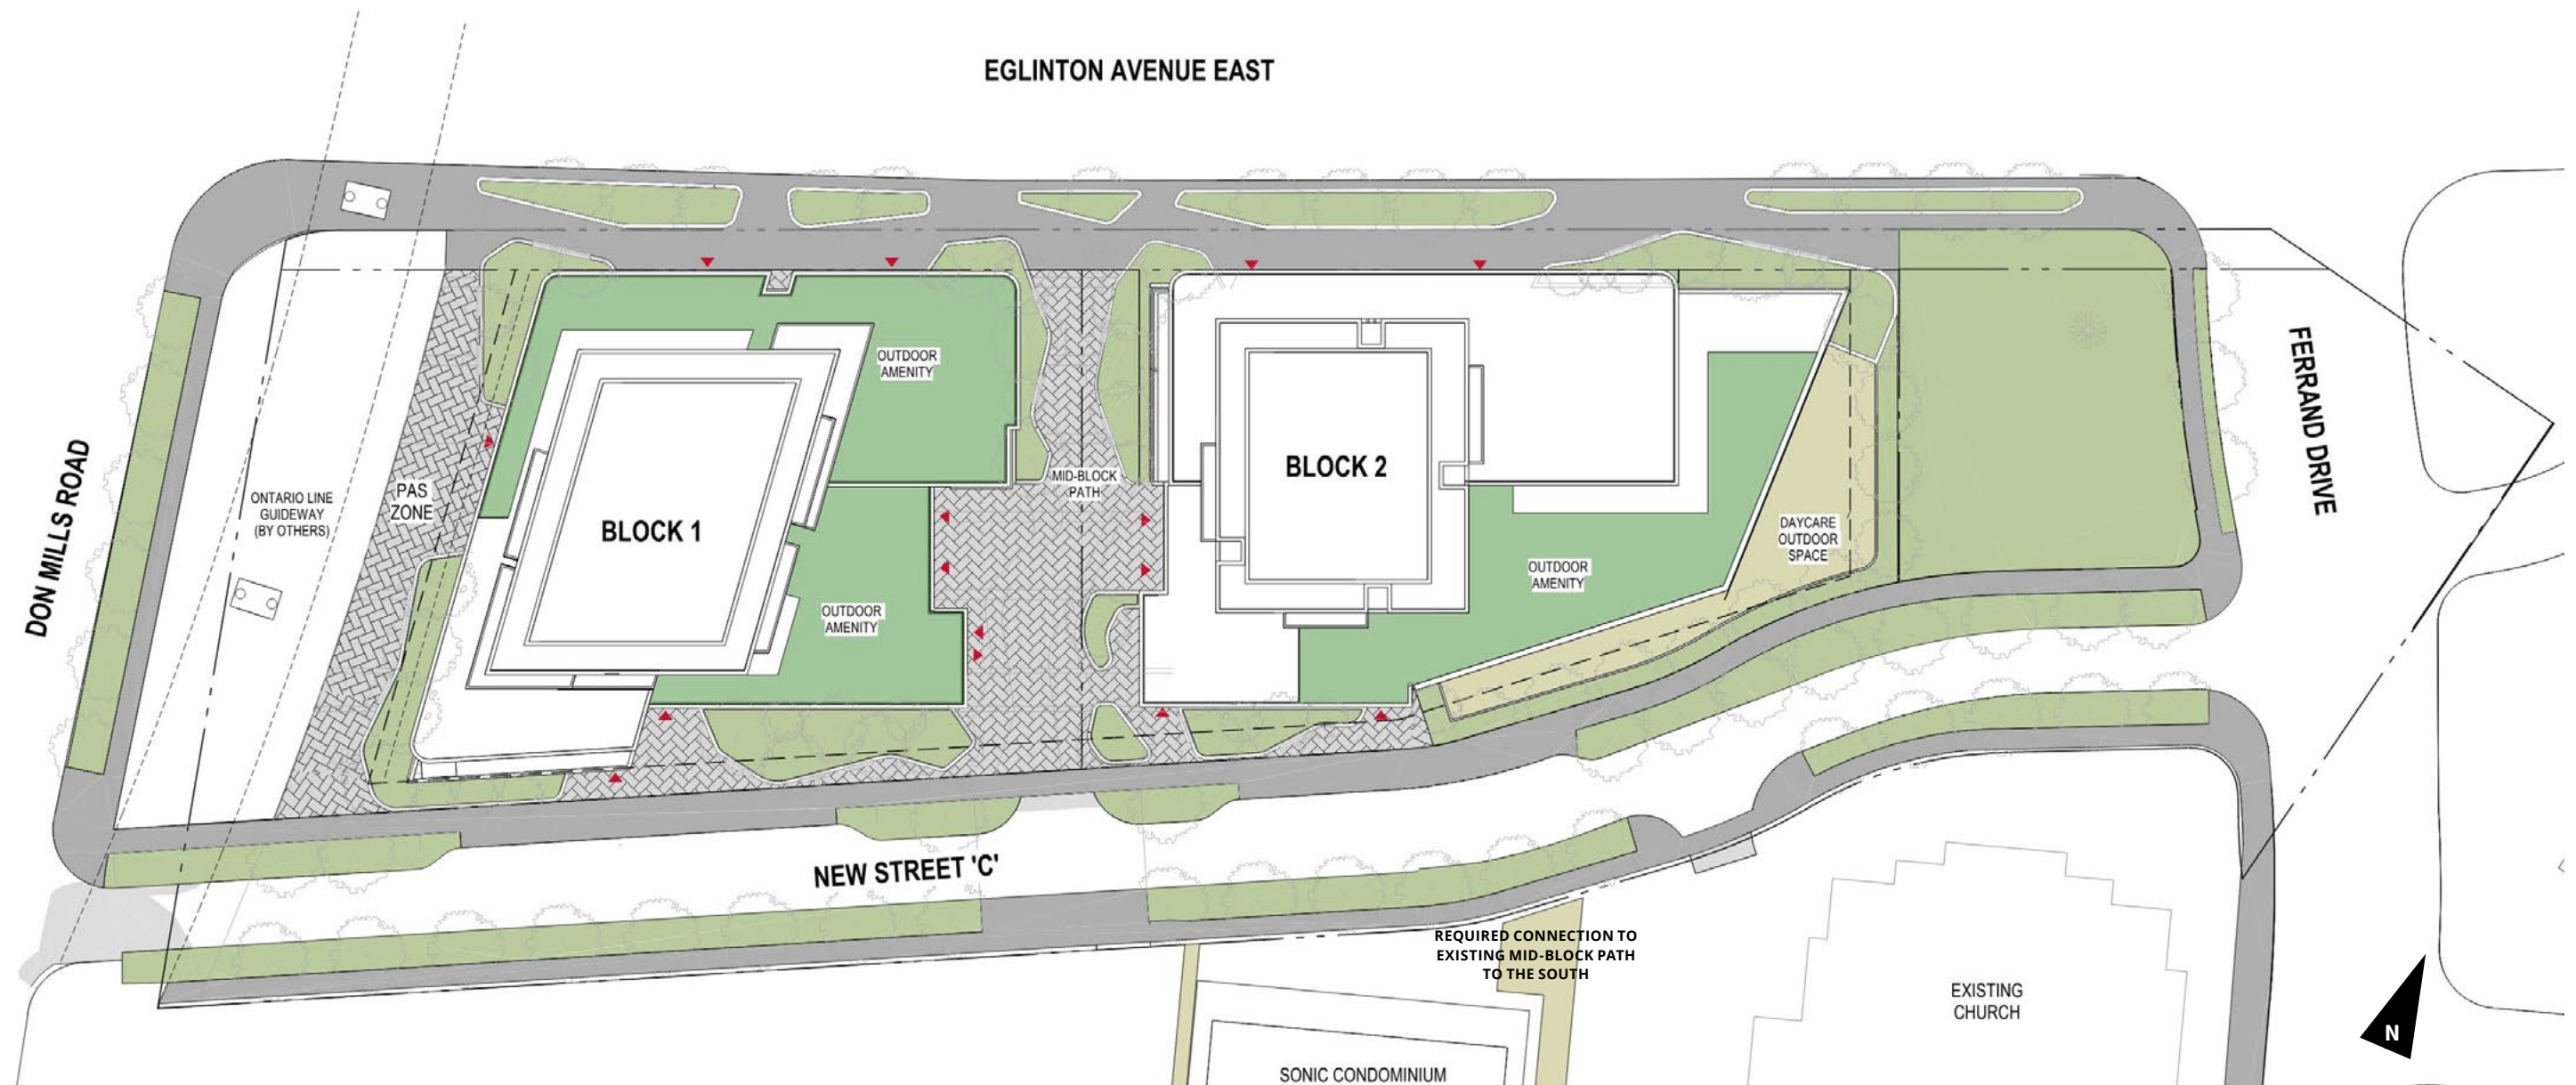 EGLINTON AVENUE EAST
OUTDOOR
AMENITY
FERRAND DRIVE
DON MILLS ROAD
MID-BLOCK
PATH
BLOCK 2
ONTARIO LINE
GUIDEWAY
(BY OTHERS)
PAS
ZONE
BLOCK 1
DAYCARE
OUTDOOR
SPACE
OUTDOOR
AMENITY
OUTDOOR
AMENITY
NEW STREET 'C'
REQUIRED CONNECTION TO
EXISTING MID-BLOCK PATH
TO THE SOUTH
EXISTING
CHURCH
N
SONIC CONDOMINIUM